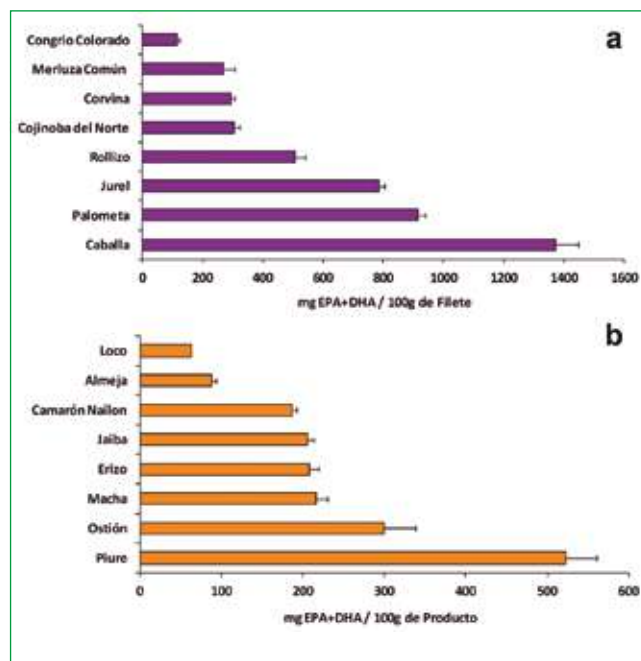 a
Congrio Colorado
Merluza Común
Corvina
Cojinoba del Norte
Rollizo
Jurel
Palometa
Caballa
0 200 400 600 800 1000 1200 1400 1600
mg EPA+DHA / 100g de Filete
b
Loco
Almeja
Camarón Nailon
Jaiba
Erizo
Macha
Ostión
Piure
0 100 200 300 400 500 600
mg EPA+DHA / 100g de Producto